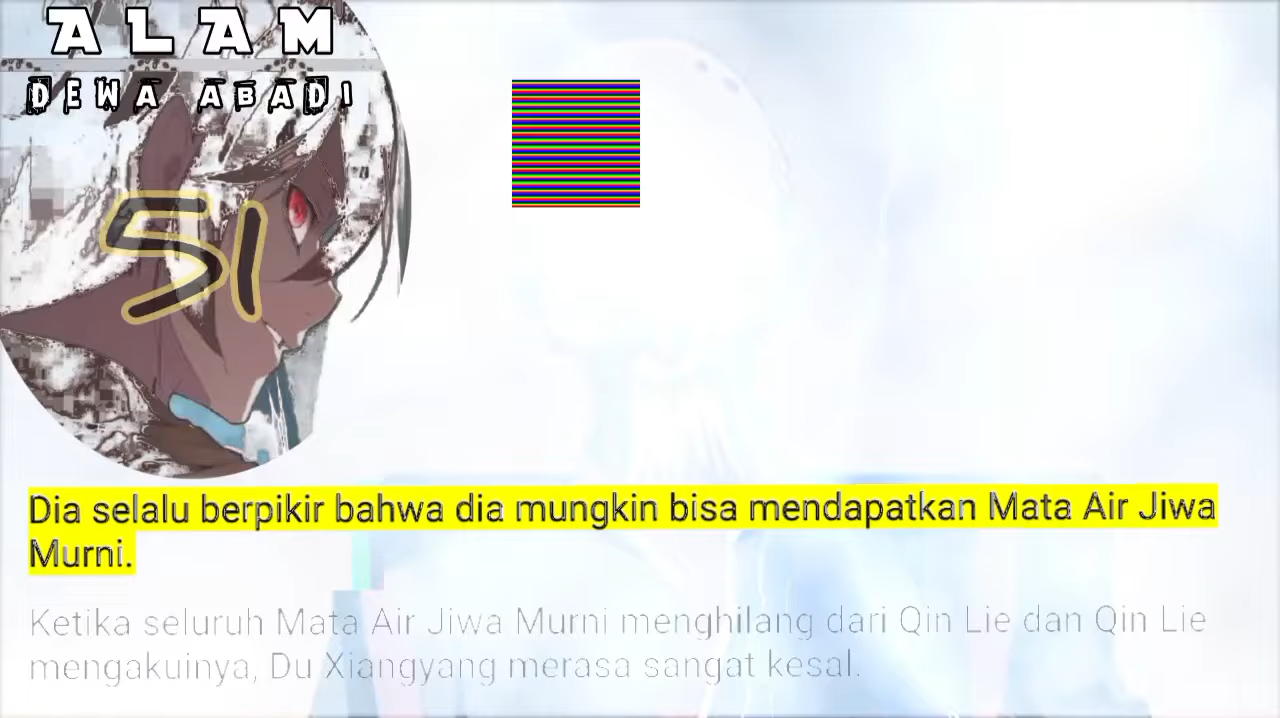 ALAM
DEWA ABADI
51
Dia selalu berpikir bahwa dia mungkin bisa mendapatkan Mata Air Jiwa
Murni.
Ketika seluruh Mata Air Jiwa Murni menghilang dari Qin Lie dan Qin Lie
mengakuinya, Du Xiangyang merasa sangat kesal.